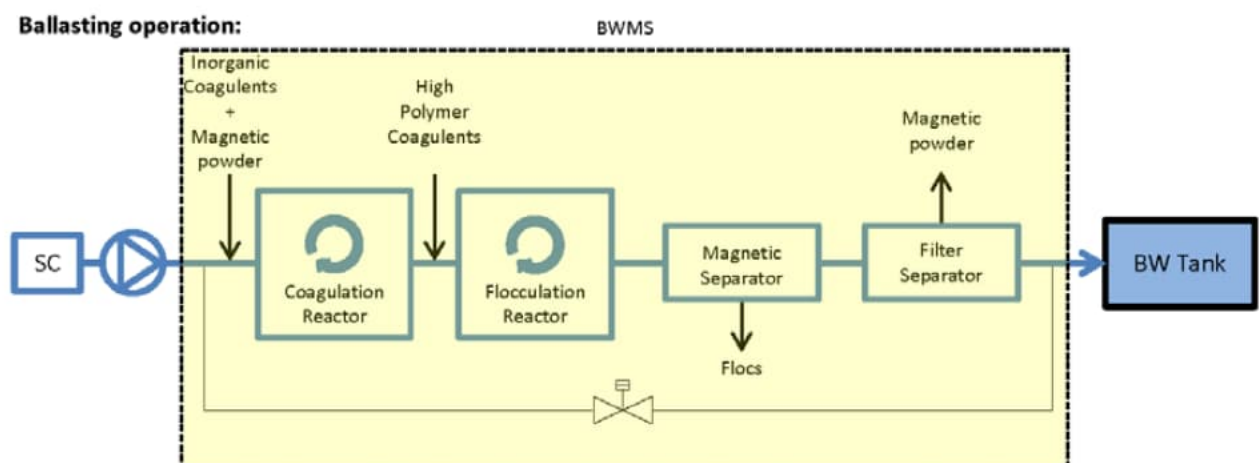 Ballasting operation:
BWMS
Inorganic
Coagulents
+
Magnetic
powder
High
Polymer
Coagulents
Magnetic
powder
SC
Coagulation
Reactor
Flocculation
Reactor
Magnetic
Separator
Filter
Separator
BW Tank
Flocs